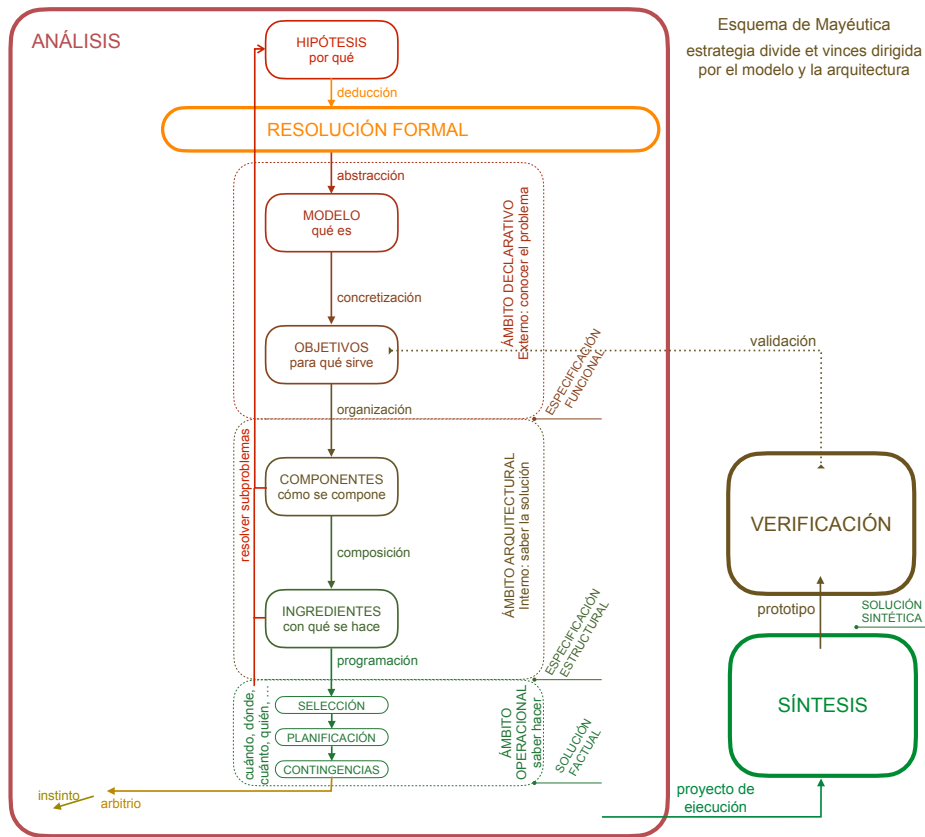 ANÁLISIS
Esquema de Mayéutica
estrategia divide et vinces dirigida
por el modelo y la arquitectura
HIPÓTESIS
por qué
deducción
RESOLUCIÓN FORMAL
abstracción
MODELO
qué es
concretización
OBJETIVOS
para qué sirve
organización
ÁMBITO DECLARATIVO
Externo: conocer el problema
ESPECIFICACIÓN
FUNCIONAL
validación
resolver subproblemas
COMPONENTES
cómo se compone
composición
INGREDIENTES
con qué se hace
programación
ÁMBITO ARQUITECTURAL
Interno: saber la solución
ESPECIFICACIÓN
ESTRUCTURAL
cuándo, dónde,
cuánto, quién, ...
SELECCIÓN
PLANIFICACIÓN
CONTINGENCIAS
ÁMBITO
OPERACIONAL
saber hacer
SOLUCIÓN
FACTUAL
instinto
arbitrio
VERIFICACIÓN
prototipo
SOLUCIÓN
SINTÉTICA
SÍNTESIS
proyecto de
ejecución